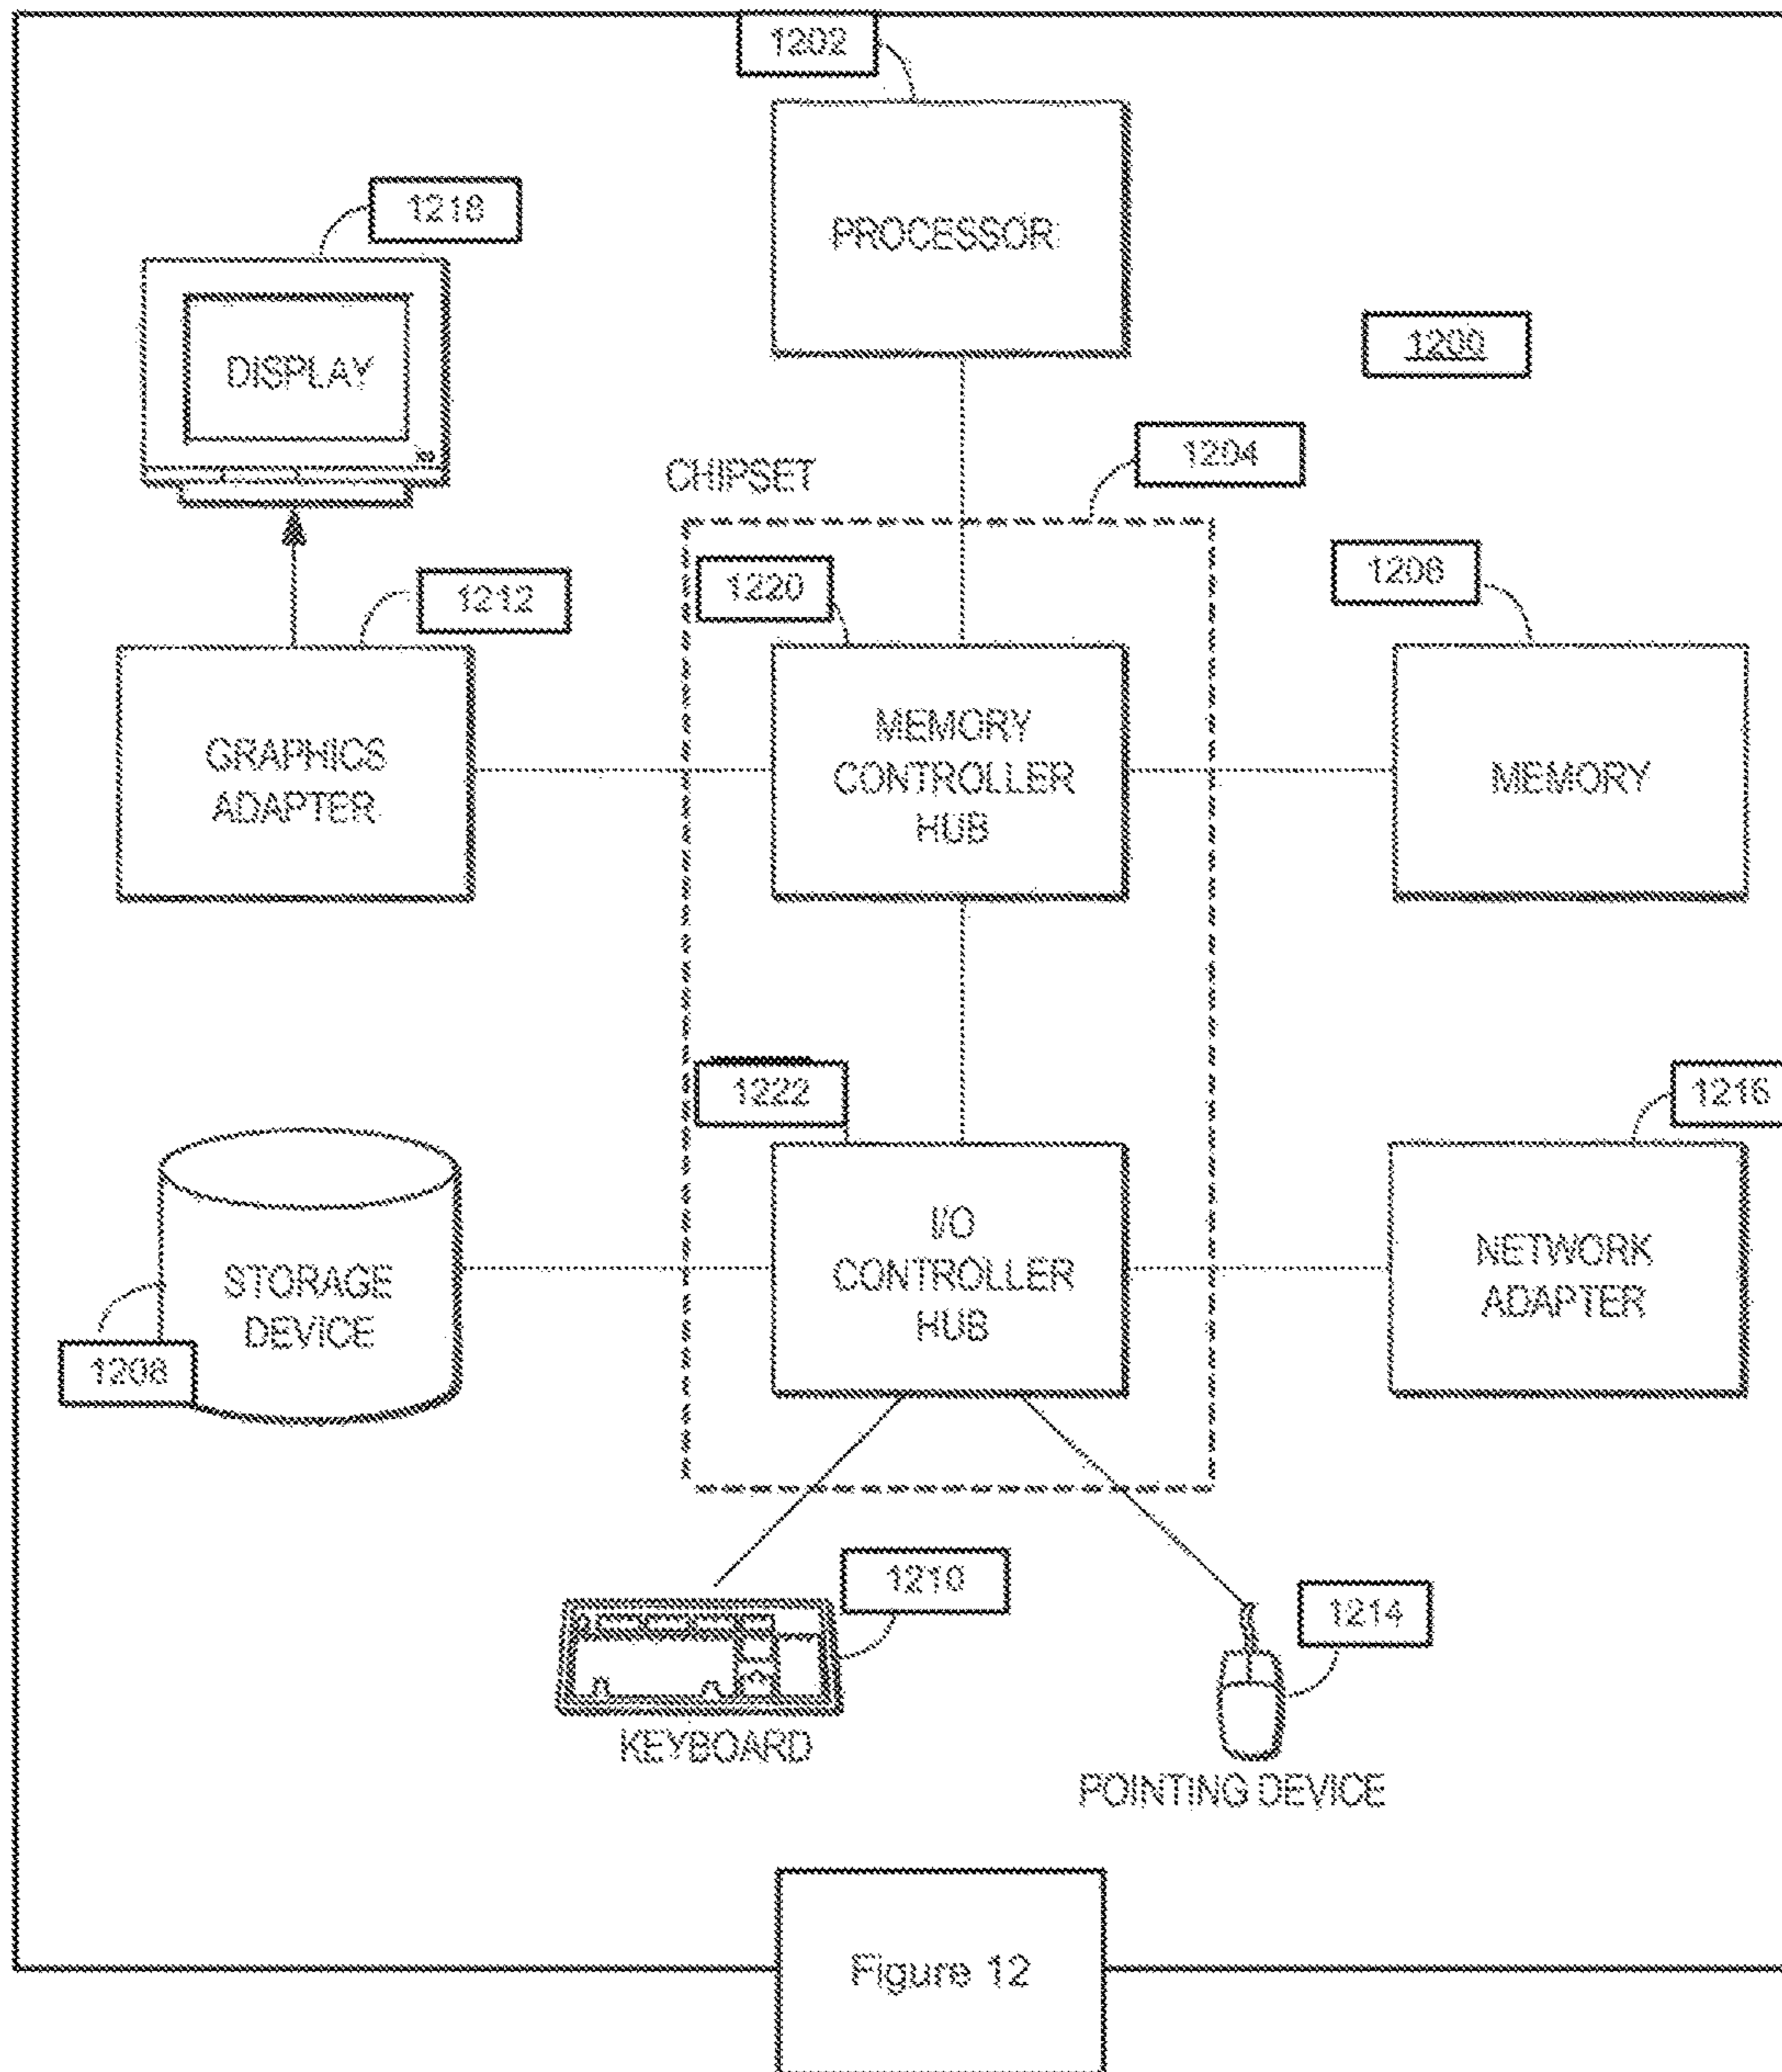 1202
PROCESSOR
1218
DISPLAY
1200
CHIPSET
1204
1220
1206
1212
GRAPHICS
ADAPTER
MEMORY
CONTROLLER
HUB
MEMORY
1222
1216
STORAGE
DEVICE
1208
I/O
CONTROLLER
HUB
NETWORK
ADAPTER
1210
KEYBOARD
1214
POINTING DEVICE
Figure 12